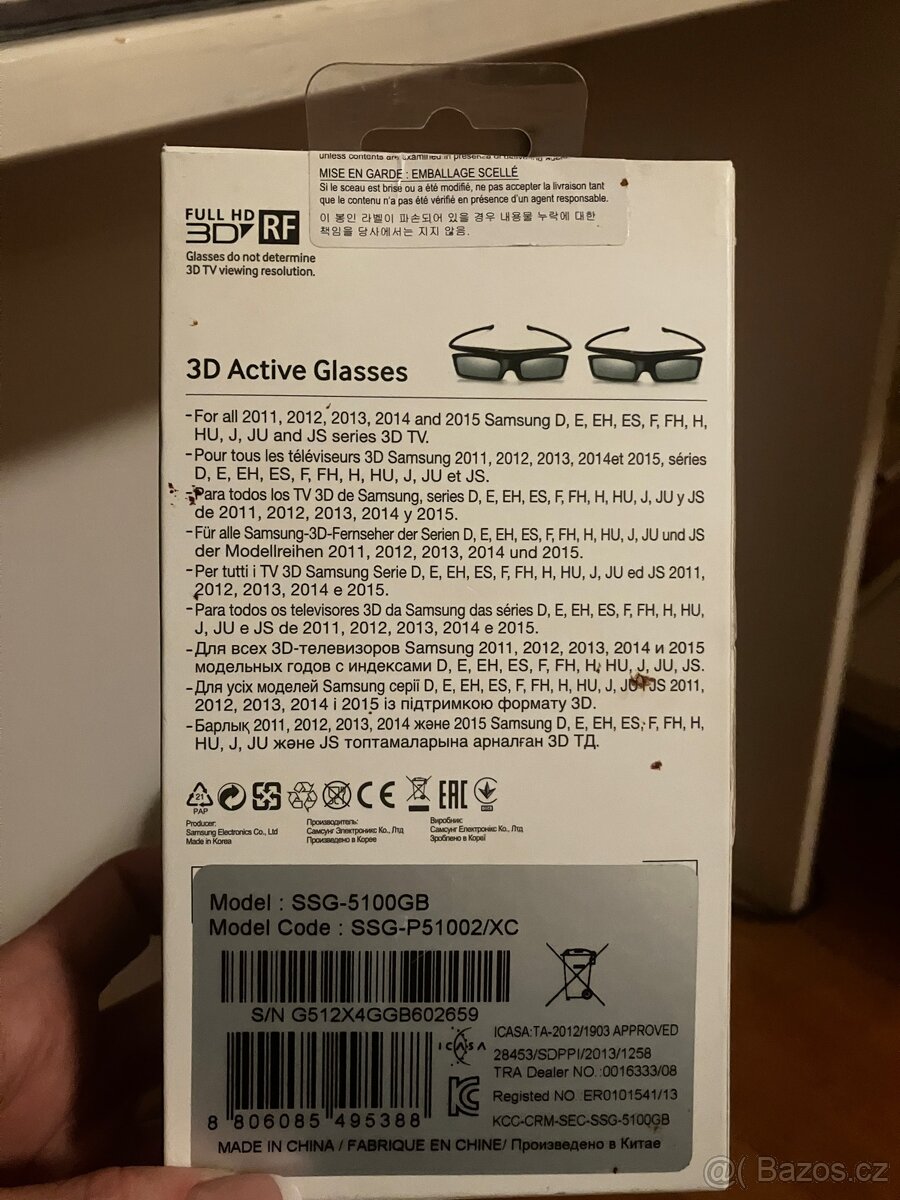 unless contents are examined in presence of
MISE EN GARDE : EMBALLAGE SCELLÉ
Si le sceau est brise ou a été modifié, ne pas accepter la livraison tant
que le contenu n'a pas été vérifié en présence d'un agent responsable.
이 봉인 라벨이 파손되어 있을 경우 내용물 누락에 대한
책임을 당사에서는 지지 않음.
FULL HD
3D RF
Glasses do not determine
3D TV viewing resolution.
3D Active Glasses
-For all 2011, 2012, 2013, 2014 and 2015 Samsung D, E, EH, ES, F, FH, H,
HU, J, JU and JS series 3D TV.
-Pour tous les téléviseurs 3D Samsung 2011, 2012, 2013, 2014et 2015, séries
D, E, EH, ES, F, FH, H, HU, J, JU et JS.
-Para todos los TV 3D de Samsung, series D, E, EH, ES, F, FH, H, HU, J, JU y JS
de 2011, 2012, 2013, 2014 y 2015.
-Für alle Samsung-3D-Fernseher der Serien D, E, EH, ES, F, FH, H, HU, J, JU und JS
der Modellreihen 2011, 2012, 2013, 2014 und 2015.
-Per tutti i TV 3D Samsung Serie D, E, EH, ES, F, FH, H, HU, J, JU ed JS 2011,
2012, 2013, 2014 e 2015.
-Para todos os televisores 3D da Samsung das séries D, E, EH, ES, F, FH, H, HU,
J, JU e JS de 2011, 2012, 2013, 2014 e 2015.
-Для всех 3D-телевизоров Samsung 2011, 2012, 2013, 2014 и 2015
модельных годов с индексами D, E, EH, ES, F, FH, H, HU, J, JU, JS.
-Для усіх моделей Samsung серії D, E, EH, ES, F, FH, H, HU, J, JU і JS 2011,
2012, 2013, 2014 і 2015 із підтримкою формату 3D.
-Барлық 2011, 2012, 2013, 2014 және 2015 Samsung D, E, EH, ES, F, FH, H,
HU, J, JU және JS топтамаларына арналған 3D ТД.
21
PAP
CE EAC
Producer:
Samsung Electronics Co., Ltd
Made in Korea
Производитель:
Самсунг Электроникс Ко., Лтд
Произведено в Корее
Виробник:
Самсунг Електронікс Ко., Лтд
Зроблено в Кореї
Model : SSG-5100GB
Model Code : SSG-P51002/XC
S/N G512X4GGB602659
ICASA
ICASA:TA-2012/1903 APPROVED
28453/SDPPI/2013/1258
TRA Dealer NO.:0016333/08
Registed NO.:ER0101541/13
KCC-CRM-SEC-SSG-5100GB
8 806085 495388
MADE IN CHINA / FABRIQUE EN CHINE/ Произведено в Китае
@( Bazos.cz